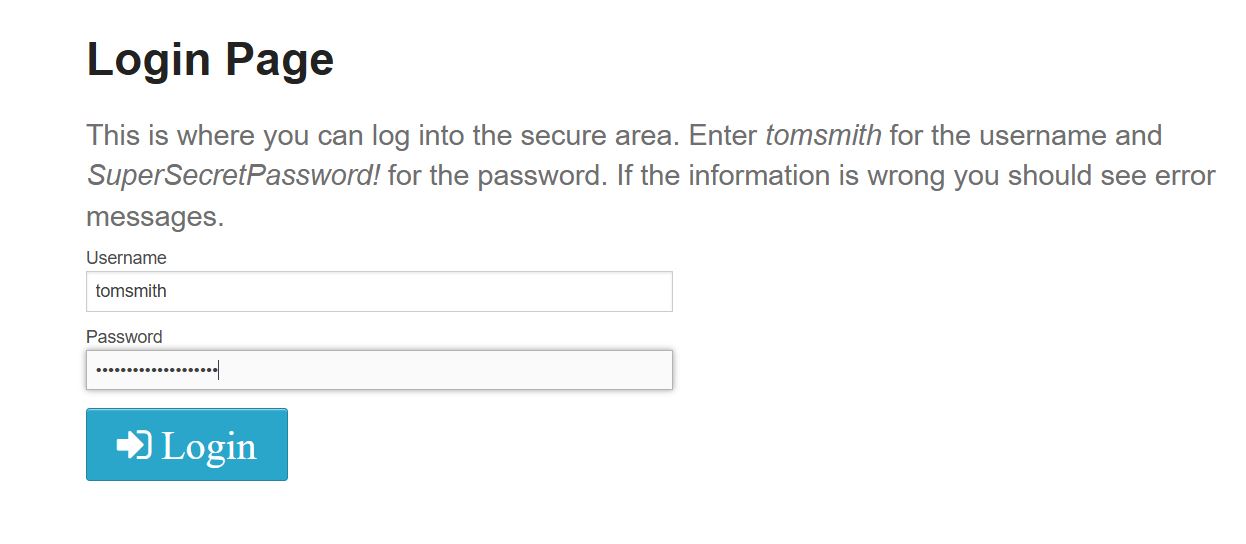 Login Page
This is where you can log into the secure area. Enter tomsmith for the username and
SuperSecretPassword! for the password. If the information is wrong you should see error
messages.
Username
tomsmith
Password
••••••••••••••••••••
Login